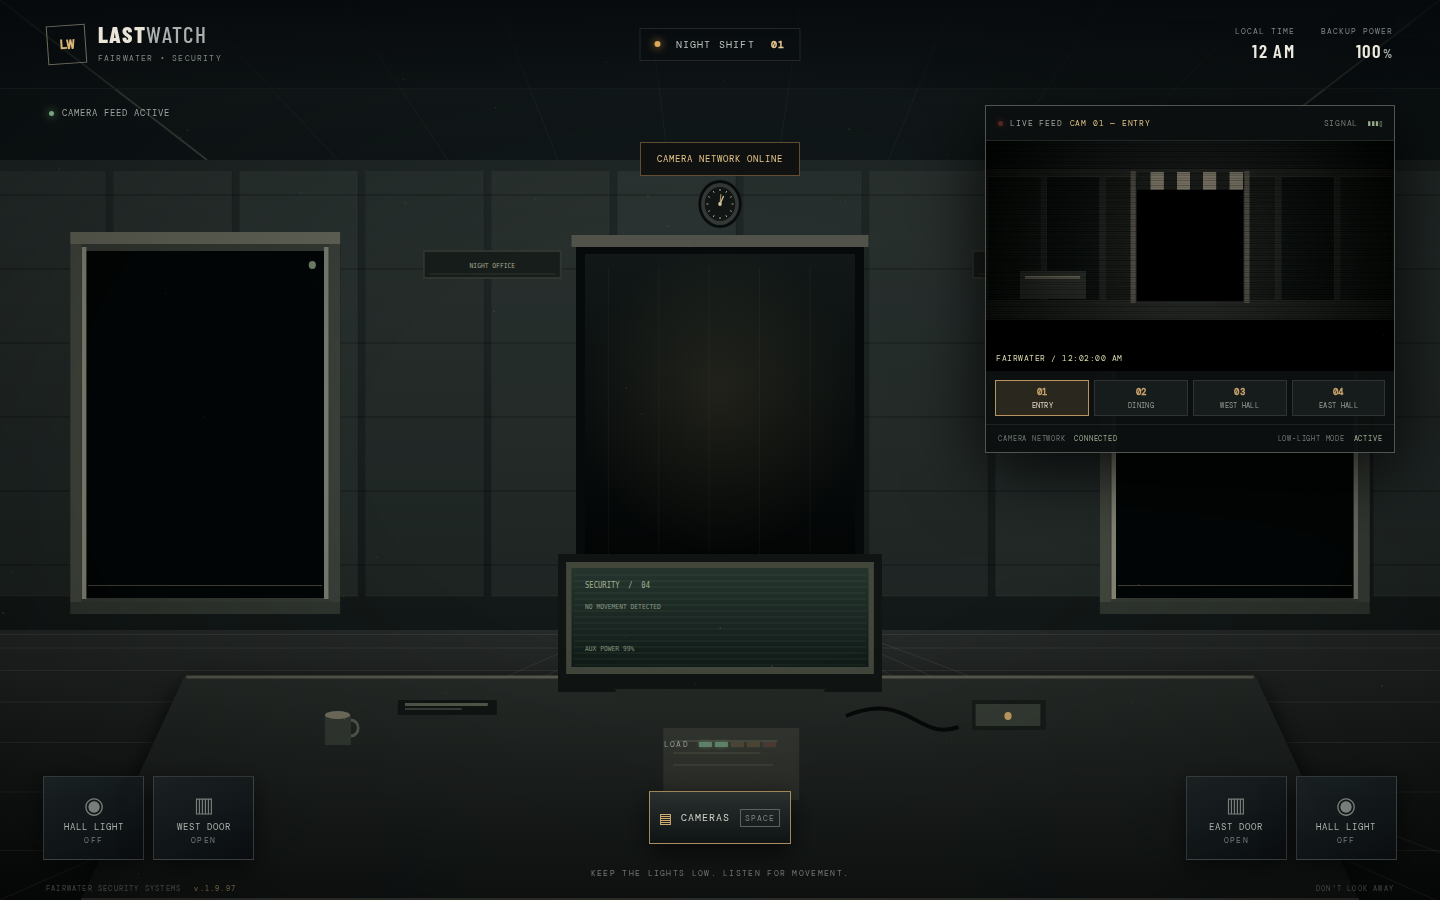 LW
LASTWATCH
FAIRWATER • SECURITY
NIGHT SHIFT 01
LOCAL TIME
12 AM
BACKUP POWER
100%
CAMERA FEED ACTIVE
CAMERA NETWORK ONLINE
NIGHT OFFICE
LIVE FEED CAM 01 — ENTRY
SIGNAL
FAIRWATER / 12:02:00 AM
01
ENTRY
02
DINING
03
WEST HALL
04
EAST HALL
CAMERA NETWORK CONNECTED
LOW-LIGHT MODE ACTIVE
SECURITY / 04
NO MOVEMENT DETECTED
AUX POWER 99%
LOAD
HALL LIGHT
OFF
WEST DOOR
OPEN
CAMERAS SPACE
EAST DOOR
OPEN
HALL LIGHT
OFF
KEEP THE LIGHTS LOW. LISTEN FOR MOVEMENT.
FAIRWATER SECURITY SYSTEMS v.1.9.97
DON'T LOOK AWAY